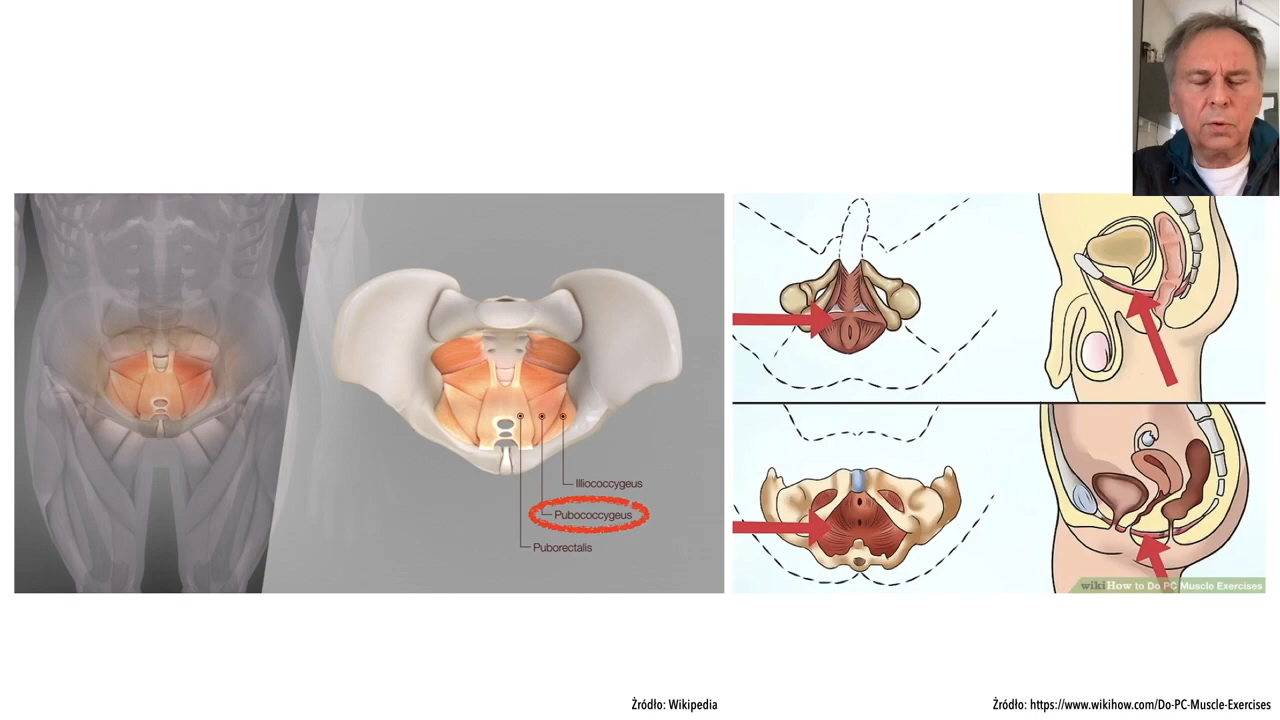 Illiococcygeus
Pubococcygeus
Puborectalis
wikiHow to Do PC Muscle Exercises
Źródło: Wikipedia
Źródło: https://www.wikihow.com/Do-PC-Muscle-Exercises